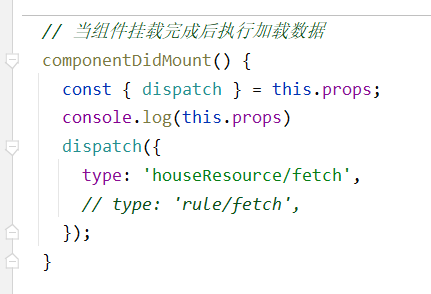 // 当组件挂载完成后执行加载数据
componentDidMount() {
const { dispatch } = this.props;
console.log(this.props)
dispatch({
type: 'houseResource/fetch',
// type: 'rule/fetch',
});
}